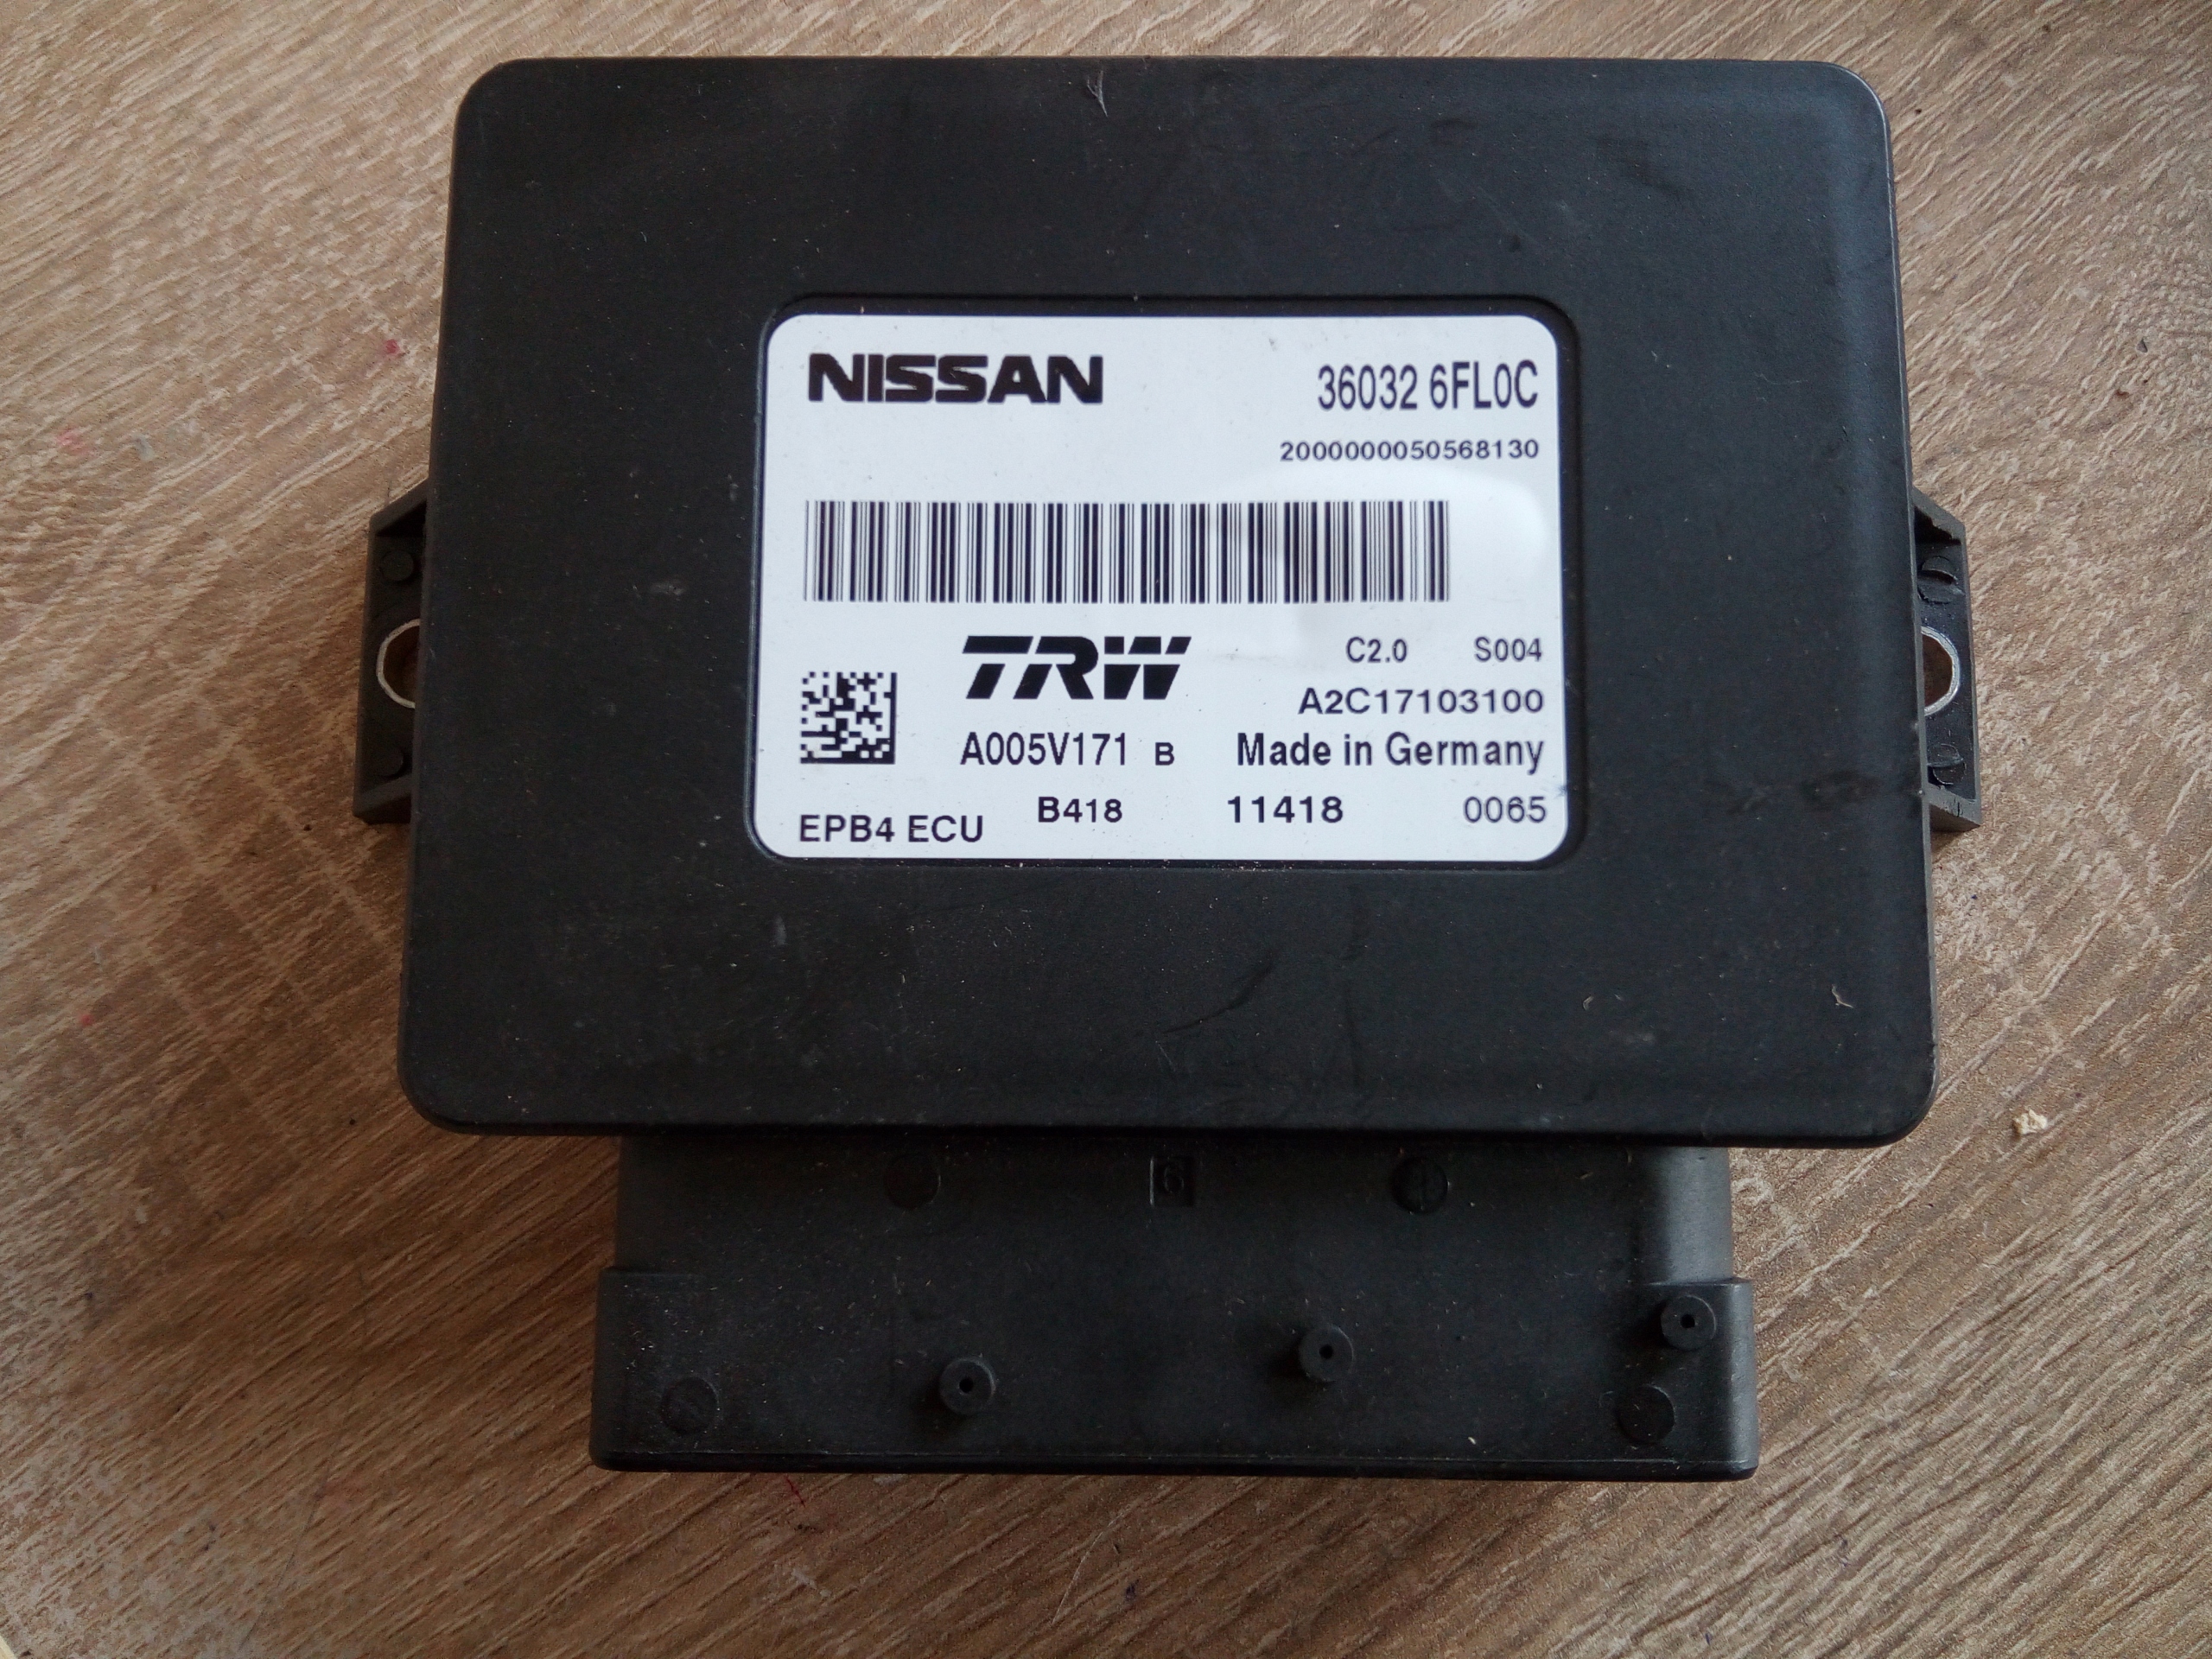 NISSAN 36032 6FL0C
2000000050568130
TRW C2.0 S004
A2C17103100
A005V171 B Made in Germany
EPB4 ECU B418 11418 0065